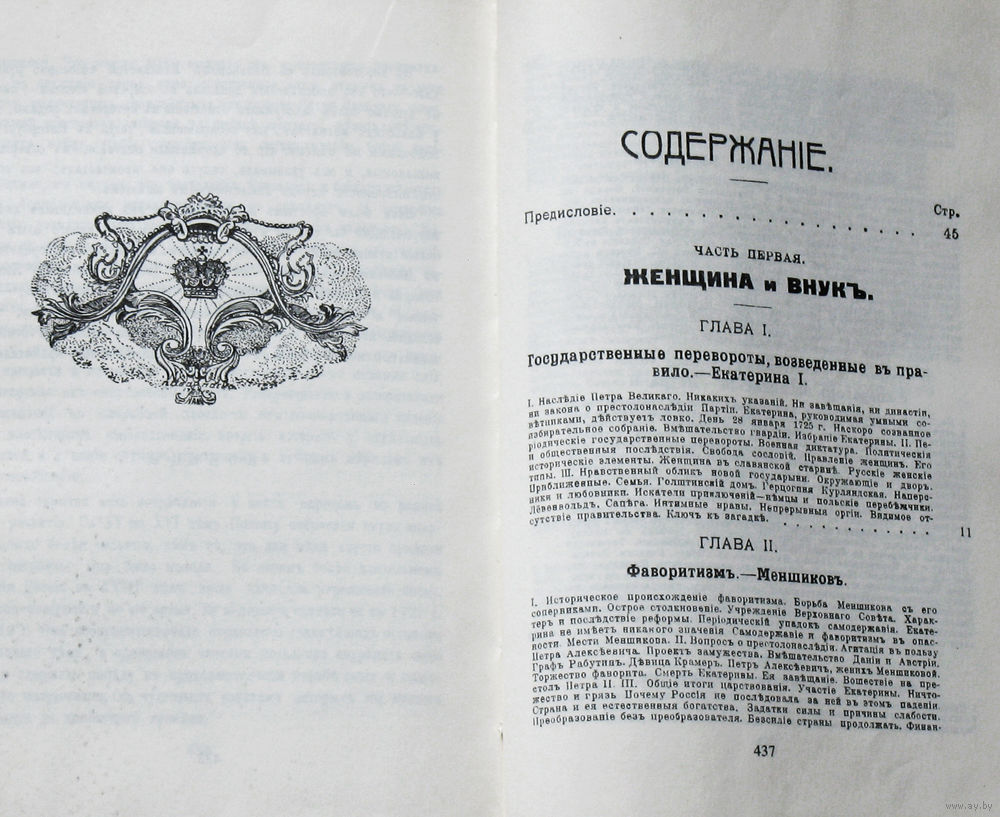 СОДЕРЖАНІЕ.
Стр.
Предисловіе. . . . . . . . . . . . . . . . . . 45
ЧАСТЬ ПЕРВАЯ.
ЖЕНЩИНА и ВНУКЪ.
ГЛАВА I.
Государственные перевороты, возведенные въ пра-
вило.—Екатерина I.
I. Наслѣдіе Петра Великаго. Никакихъ указаній. Ни завѣщанія, ни династіи,
ни закона о престолонаслѣдіи Партіи. Екатерина, руководимая умными со-
вѣтниками, дѣйствуетъ ловко. День 28 января 1725 г. Наскоро созванное
избирательное собраніе. Вмѣшательство гвардіи. Избраніе Екатерины. II. Пе-
ріодическіе государственные перевороты. Военная диктатура. Политическія
и общественныя послѣдствія. Свобода сословій. Правленіе женщинъ. Его
историческіе элементы. Женщина въ славянской старинѣ. Русскіе женскіе
типы. III. Нравственный обликъ новой государыни. Окружающіе и дворъ.
Приближенные. Семья. Голштинскій домъ. Герцогиня Курляндская. Напере-
ники и любовники. Искатели приключеній—нѣмцы и польскіе перебѣжчики.
Лёвенвольдъ, Сапѣга. Интимные нравы. Непрерывныя оргіи. Видимое от-
сутствіе правительства. Ключъ къ загадкѣ. . . . . . . . . . . . . 11
ГЛАВА II.
Фаворитизмъ.—Меншиковъ.
I. Историческое происхожденіе фаворитизма. Борьба Меншикова съ его
соперниками. Острое столкновеніе. Учрежденіе Верховнаго Совѣта. Харак-
теръ и послѣдствіе реформы. Періодическій упадокъ самодержавія. Екате-
рина не имѣетъ никакого значенія Самодержавіе и фаворитизмъ въ опас-
ности. Месть Меншикова. II. Вопросъ о престолонаслѣдіи. Агитація въ пользу
Петра Алексѣевича. Проектъ замужества. Вмѣшательство Даніи и Австріи.
Графъ Рабутинъ. Дѣвица Крамеръ. Петръ Алексѣевичъ, женихъ Меншиковой.
Торжество фаворита. Смерть Екатерины. Ея завѣщаніе. Вошествіе на пре-
столъ Петра II. III. Общіе итоги царствованія. Участіе Екатерины. Ничто-
жество и грязь Почему Россія не послѣдовала за ней въ этомъ паденіи.
Страна и ея естественныя богатства. Задатки силы и причины слабости.
Преобразованіе безъ преобразователя. Безсиліе страны продолжать. Финан-
437
www.ay.by